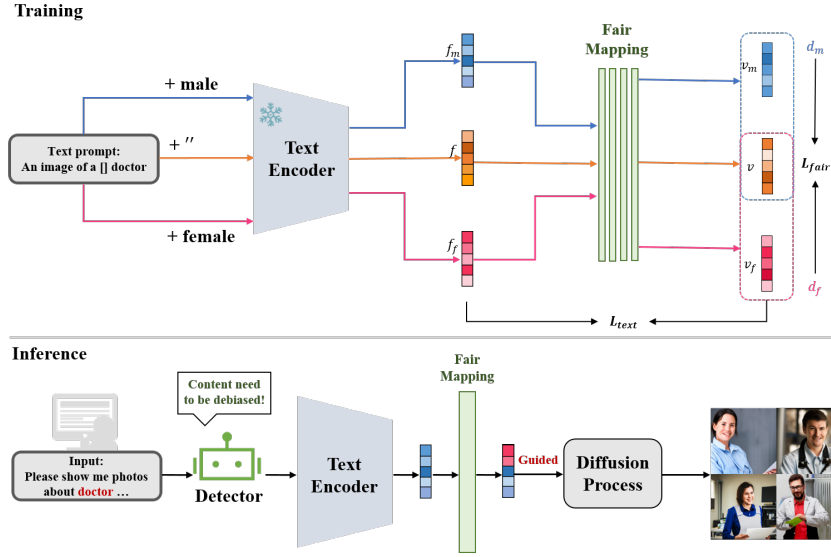 Training
+ male
Text prompt:
An image of a [] doctor
+ ″
+ female
Text
Encoder
f_m
f
f_f
Fair
Mapping
v_m
v
v_f
d_m
L_fair
d_f
L_text
Inference
Content need
to be debiased!
Input:
Please show me photos
about doctor ...
Detector
Text
Encoder
Fair
Mapping
Guided
Diffusion
Process